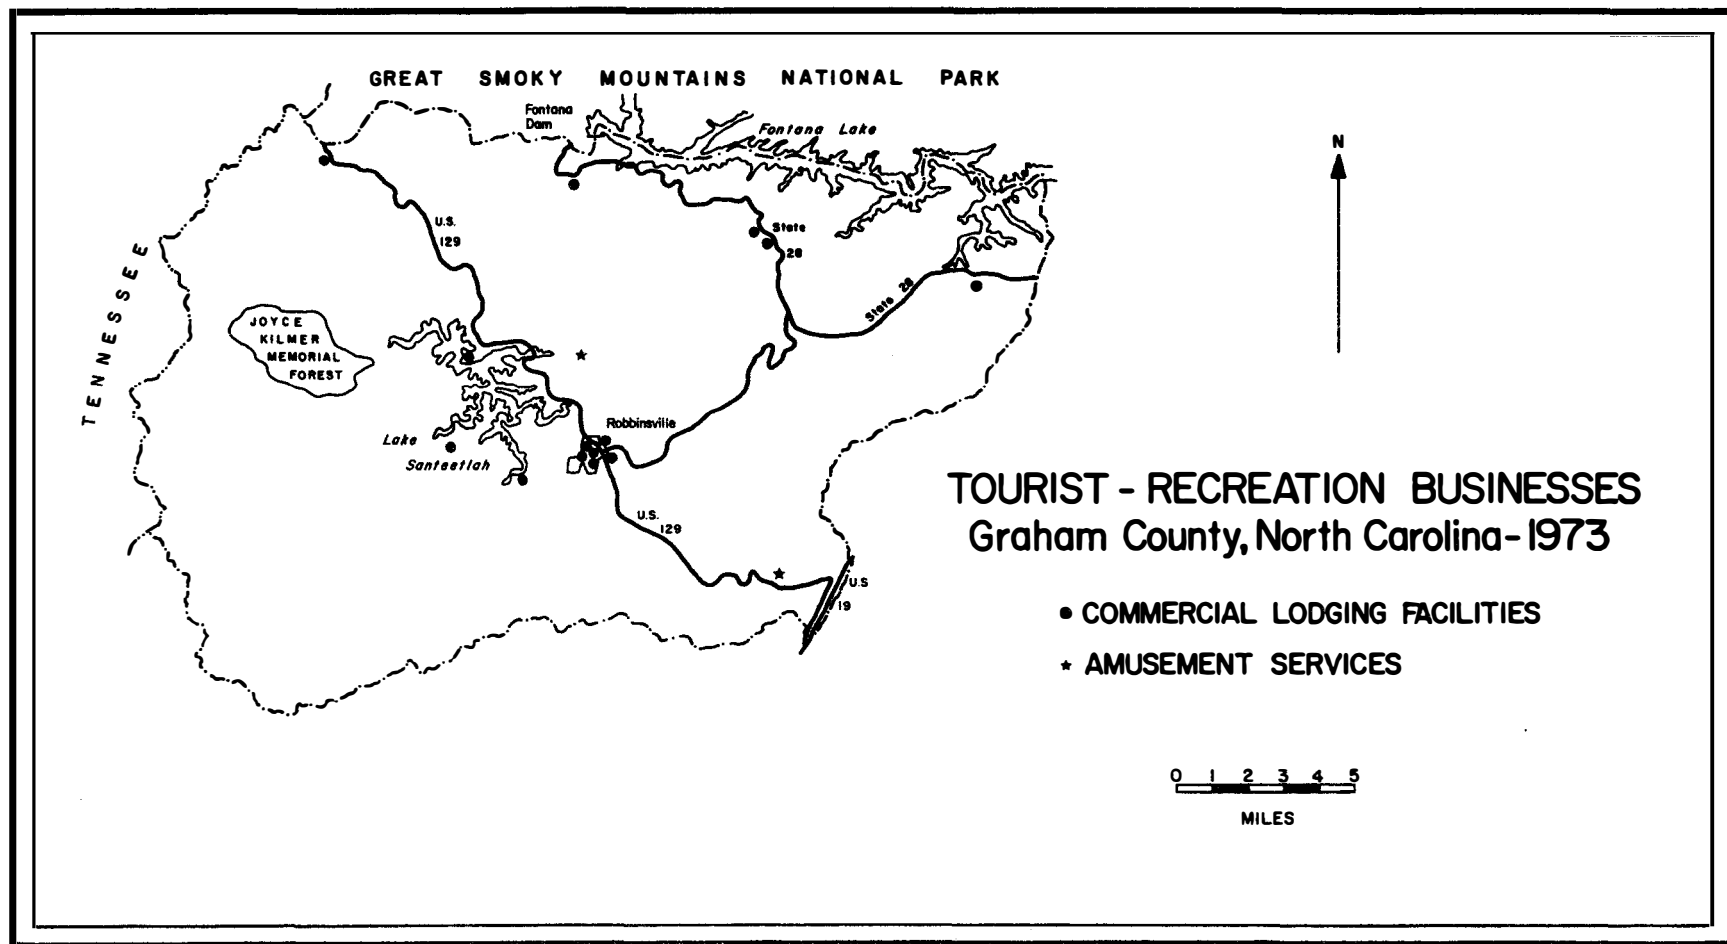 GREAT SMOKY MOUNTAINS NATIONAL PARK
Fontana
Dam
Fontana Lake
N
U.S.
129
State
28
State 28
TENNESSEE
JOYCE
KILMER
MEMORIAL
FOREST
Robbinsville
Lake
Santeetlah
U.S.
129
U.S
19
TOURIST - RECREATION BUSINESSES
Graham County, North Carolina - 1973
COMMERCIAL LODGING FACILITIES
AMUSEMENT SERVICES
0 1 2 3 4 5
MILES